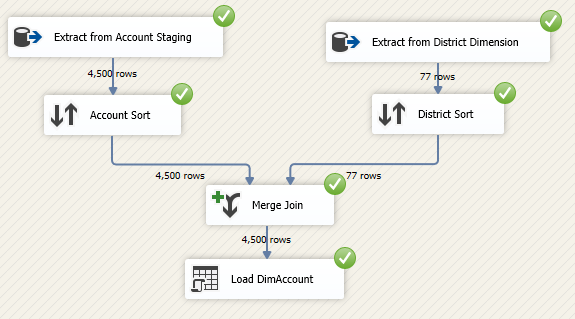 Extract from Account Staging
Extract from District Dimension
4,500 rows
77 rows
Account Sort
District Sort
4,500 rows
77 rows
Merge Join
4,500 rows
Load DimAccount